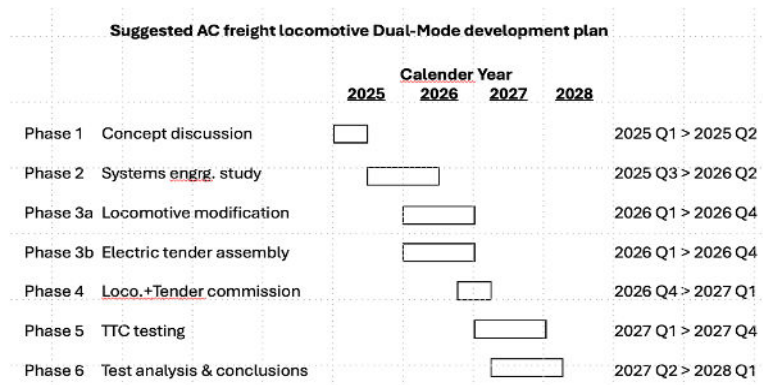 Suggested AC freight locomotive Dual-Mode development plan
Calender Year
2025 2026 2027 2028
Phase 1 Concept discussion 2025 Q1 > 2025 Q2
Phase 2 Systems engrg. study 2025 Q3 > 2026 Q2
Phase 3a Locomotive modification 2026 Q1 > 2026 Q4
Phase 3b Electric tender assembly 2026 Q1 > 2026 Q4
Phase 4 Loco.+Tender commission 2026 Q4 > 2027 Q1
Phase 5 TTC testing 2027 Q1 > 2027 Q4
Phase 6 Test analysis & conclusions 2027 Q2 > 2028 Q1